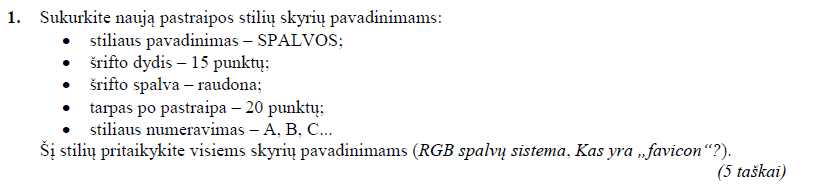 1. Sukurkite naują pastraipos stilių skyrių pavadinimams:
• stiliaus pavadinimas – SPALVOS;
• šrifto dydis – 15 punktų;
• šrifto spalva – raudona;
• tarpas po pastraipa – 20 punktų;
• stiliaus numeravimas – A, B, C...
Šį stilių pritaikykite visiems skyrių pavadinimams (RGB spalvų sistema, Kas yra „favicon“?).
(5 taškai)